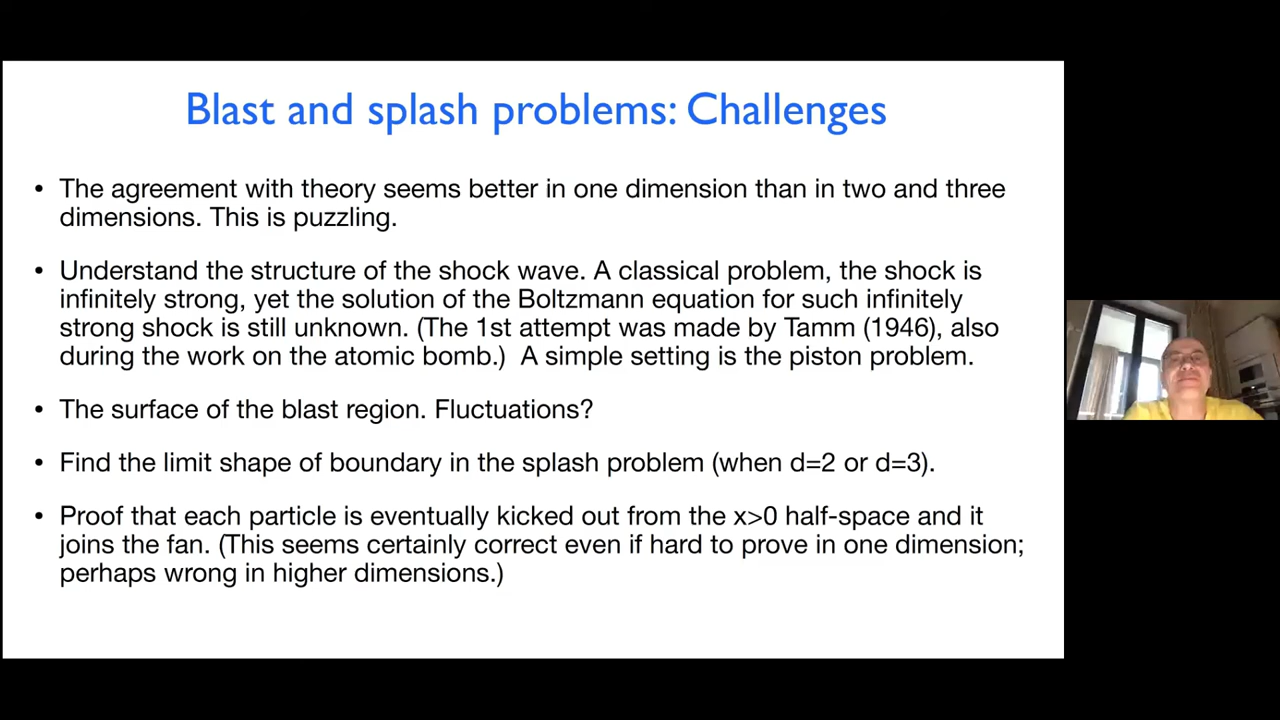 Blast and splash problems: Challenges
• The agreement with theory seems better in one dimension than in two and three
dimensions. This is puzzling.
• Understand the structure of the shock wave. A classical problem, the shock is
infinitely strong, yet the solution of the Boltzmann equation for such infinitely
strong shock is still unknown. (The 1st attempt was made by Tamm (1946), also
during the work on the atomic bomb.)  A simple setting is the piston problem.
• The surface of the blast region. Fluctuations?
• Find the limit shape of boundary in the splash problem (when d=2 or d=3).
• Proof that each particle is eventually kicked out from the x>0 half-space and it
joins the fan. (This seems certainly correct even if hard to prove in one dimension;
perhaps wrong in higher dimensions.)